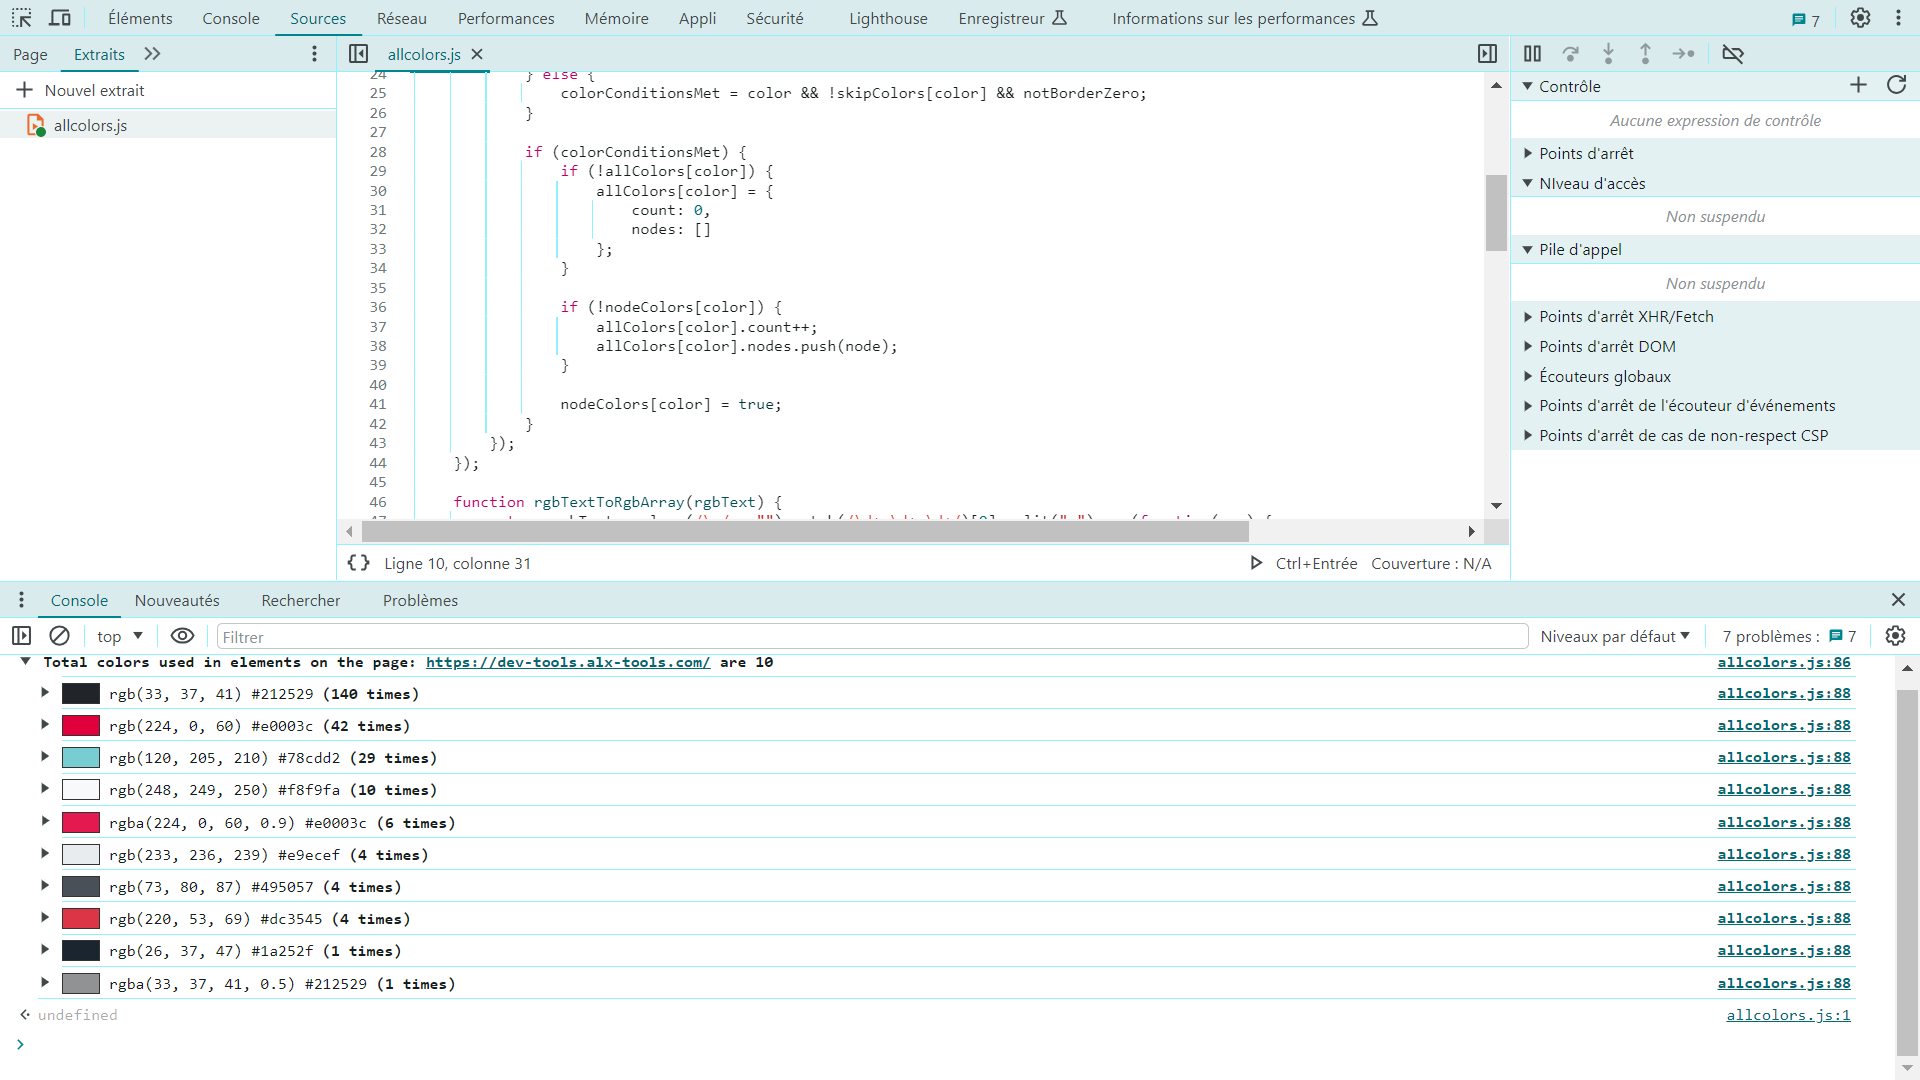 Éléments Console Sources Réseau Performances Mémoire Appli Sécurité Lighthouse Enregistreur Informations sur les performances 7
Page Extraits allcolors.js
Nouvel extrait
allcolors.js
24 } else {
25 colorConditionsMet = color && !skipColors[color] && notBorderZero;
26 }
27
28 if (colorConditionsMet) {
29 if (!allColors[color]) {
30 allColors[color] = {
31 count: 0,
32 nodes: []
33 };
34 }
35
36 if (!nodeColors[color]) {
37 allColors[color].count++;
38 allColors[color].nodes.push(node);
39 }
40
41 nodeColors[color] = true;
42 }
43 });
44 });
45
46 function rgbTextToRgbArray(rgbText) {
Ligne 10, colonne 31 Ctrl+Entrée Couverture : N/A
Contrôle
Aucune expression de contrôle
Points d'arrêt
NIveau d'accès
Non suspendu
Pile d'appel
Non suspendu
Points d'arrêt XHR/Fetch
Points d'arrêt DOM
Écouteurs globaux
Points d'arrêt de l'écouteur d'événements
Points d'arrêt de cas de non-respect CSP
Console Nouveautés Rechercher Problèmes
top Filtrer Niveaux par défaut 7 problèmes : 7
Total colors used in elements on the page: https://dev-tools.alx-tools.com/ are 10 allcolors.js:86
rgb(33, 37, 41) #212529 (140 times) allcolors.js:88
rgb(224, 0, 60) #e0003c (42 times) allcolors.js:88
rgb(120, 205, 210) #78cdd2 (29 times) allcolors.js:88
rgb(248, 249, 250) #f8f9fa (10 times) allcolors.js:88
rgba(224, 0, 60, 0.9) #e0003c (6 times) allcolors.js:88
rgb(233, 236, 239) #e9ecef (4 times) allcolors.js:88
rgb(73, 80, 87) #495057 (4 times) allcolors.js:88
rgb(220, 53, 69) #dc3545 (4 times) allcolors.js:88
rgb(26, 37, 47) #1a252f (1 times) allcolors.js:88
rgba(33, 37, 41, 0.5) #212529 (1 times) allcolors.js:88
undefined allcolors.js:1